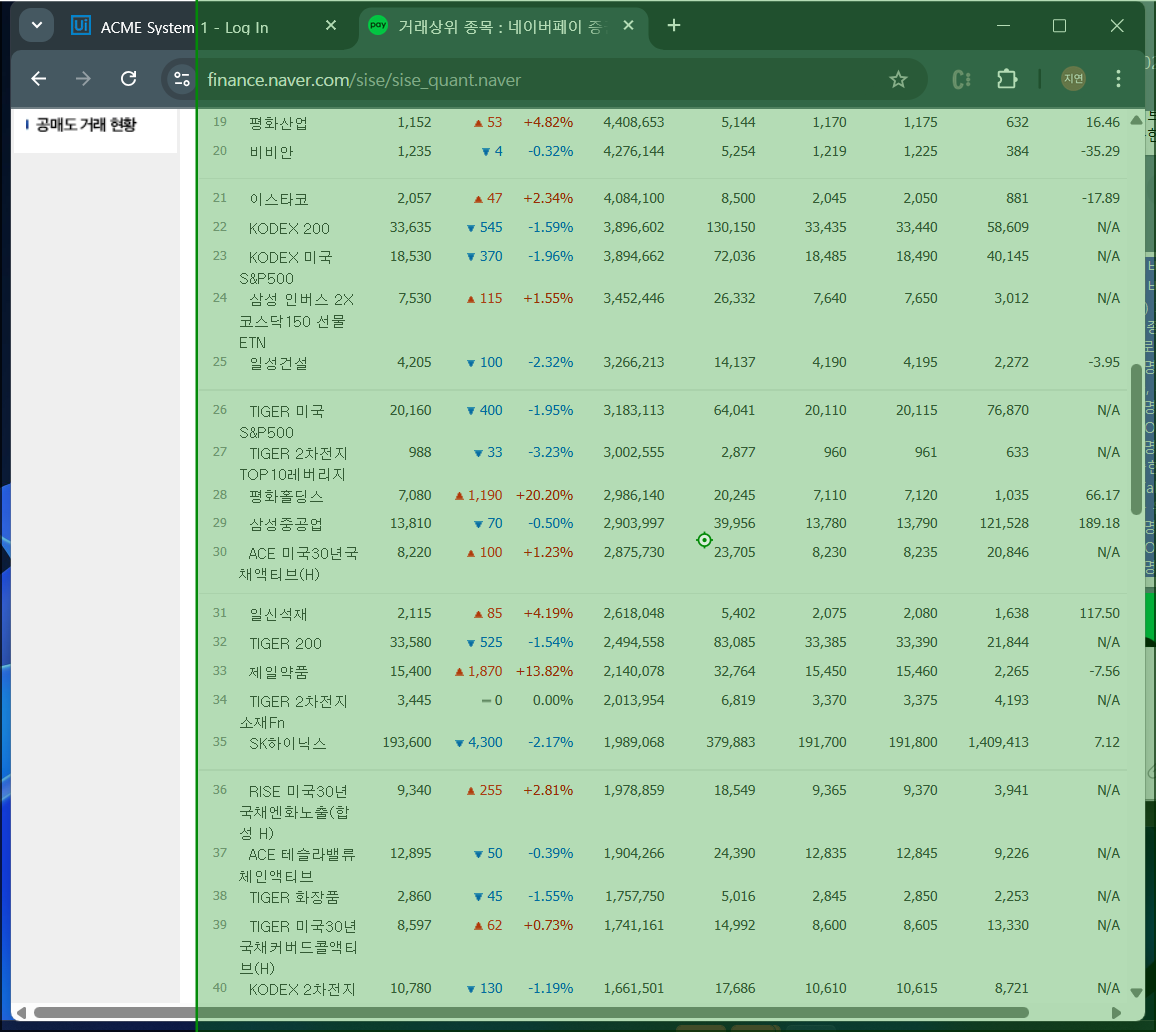 ACME System 1 - Log In
거래상위 종목 : 네이버페이 증
finance.naver.com/sise/sise_quant.naver
지연
공매도 거래 현황
19 평화산업 1,152 ▲ 53 +4.82% 4,408,653 5,144 1,170 1,175 632 16.46
20 비비안 1,235 ▼ 4 -0.32% 4,276,144 5,254 1,219 1,225 384 -35.29
21 이스타코 2,057 ▲ 47 +2.34% 4,084,100 8,500 2,045 2,050 881 -17.89
22 KODEX 200 33,635 ▼ 545 -1.59% 3,896,602 130,150 33,435 33,440 58,609 N/A
23 KODEX 미국 18,530 ▼ 370 -1.96% 3,894,662 72,036 18,485 18,490 40,145 N/A
S&P500
24 삼성 인버스 2X 7,530 ▲ 115 +1.55% 3,452,446 26,332 7,640 7,650 3,012 N/A
코스닥150 선물
ETN
25 일성건설 4,205 ▼ 100 -2.32% 3,266,213 14,137 4,190 4,195 2,272 -3.95
26 TIGER 미국 20,160 ▼ 400 -1.95% 3,183,113 64,041 20,110 20,115 76,870 N/A
S&P500
27 TIGER 2차전지 988 ▼ 33 -3.23% 3,002,555 2,877 960 961 633 N/A
TOP10레버리지
28 평화홀딩스 7,080 ▲ 1,190 +20.20% 2,986,140 20,245 7,110 7,120 1,035 66.17
29 삼성중공업 13,810 ▼ 70 -0.50% 2,903,997 39,956 13,780 13,790 121,528 189.18
30 ACE 미국30년국 8,220 ▲ 100 +1.23% 2,875,730 23,705 8,230 8,235 20,846 N/A
채액티브(H)
31 일신석재 2,115 ▲ 85 +4.19% 2,618,048 5,402 2,075 2,080 1,638 117.50
32 TIGER 200 33,580 ▼ 525 -1.54% 2,494,558 83,085 33,385 33,390 21,844 N/A
33 제일약품 15,400 ▲ 1,870 +13.82% 2,140,078 32,764 15,450 15,460 2,265 -7.56
34 TIGER 2차전지 3,445 0 0.00% 2,013,954 6,819 3,370 3,375 4,193 N/A
소재Fn
35 SK하이닉스 193,600 ▼ 4,300 -2.17% 1,989,068 379,883 191,700 191,800 1,409,413 7.12
36 RISE 미국30년 9,340 ▲ 255 +2.81% 1,978,859 18,549 9,365 9,370 3,941 N/A
국채엔화노출(합
성 H)
37 ACE 테슬라밸류 12,895 ▼ 50 -0.39% 1,904,266 24,390 12,835 12,845 9,226 N/A
체인액티브
38 TIGER 화장품 2,860 ▼ 45 -1.55% 1,757,750 5,016 2,845 2,850 2,253 N/A
39 TIGER 미국30년 8,597 ▲ 62 +0.73% 1,741,161 14,992 8,600 8,605 13,330 N/A
국채커버드콜액티
브(H)
40 KODEX 2차전지 10,780 ▼ 130 -1.19% 1,661,501 17,686 10,610 10,615 8,721 N/A